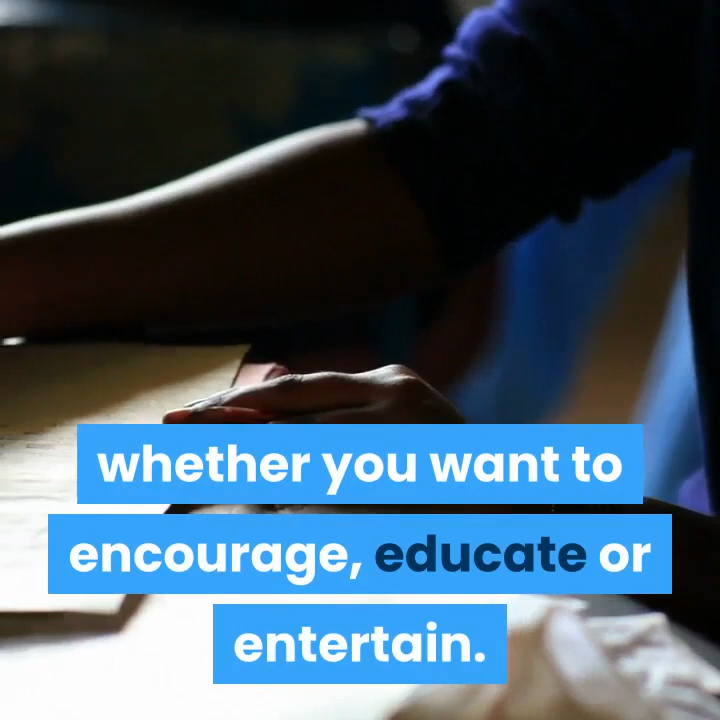 whether you want to
encourage, educate or
entertain.